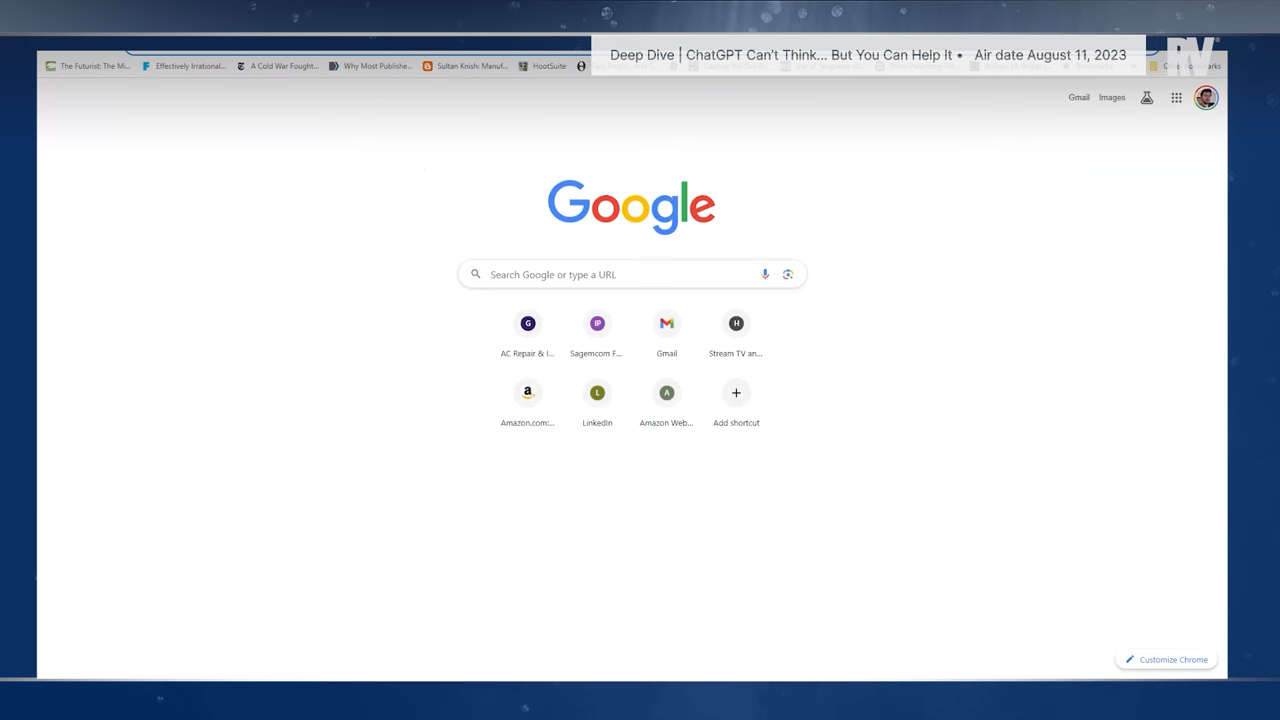 Deep Dive | ChatGPT Can't Think... But You Can Help It • Air date August 11, 2023
RV
The Futurist: The Mi... Effectively Irrational... A Cold War Fought... Why Most Publishe... Sultan Knish: Manuf... HootSuite
Gmail Images
Google
Search Google or type a URL
G IP H
AC Repair & I... Sagemcom F... Gmail Stream TV an...
a L A +
Amazon.com:... LinkedIn Amazon Web... Add shortcut
Customize Chrome